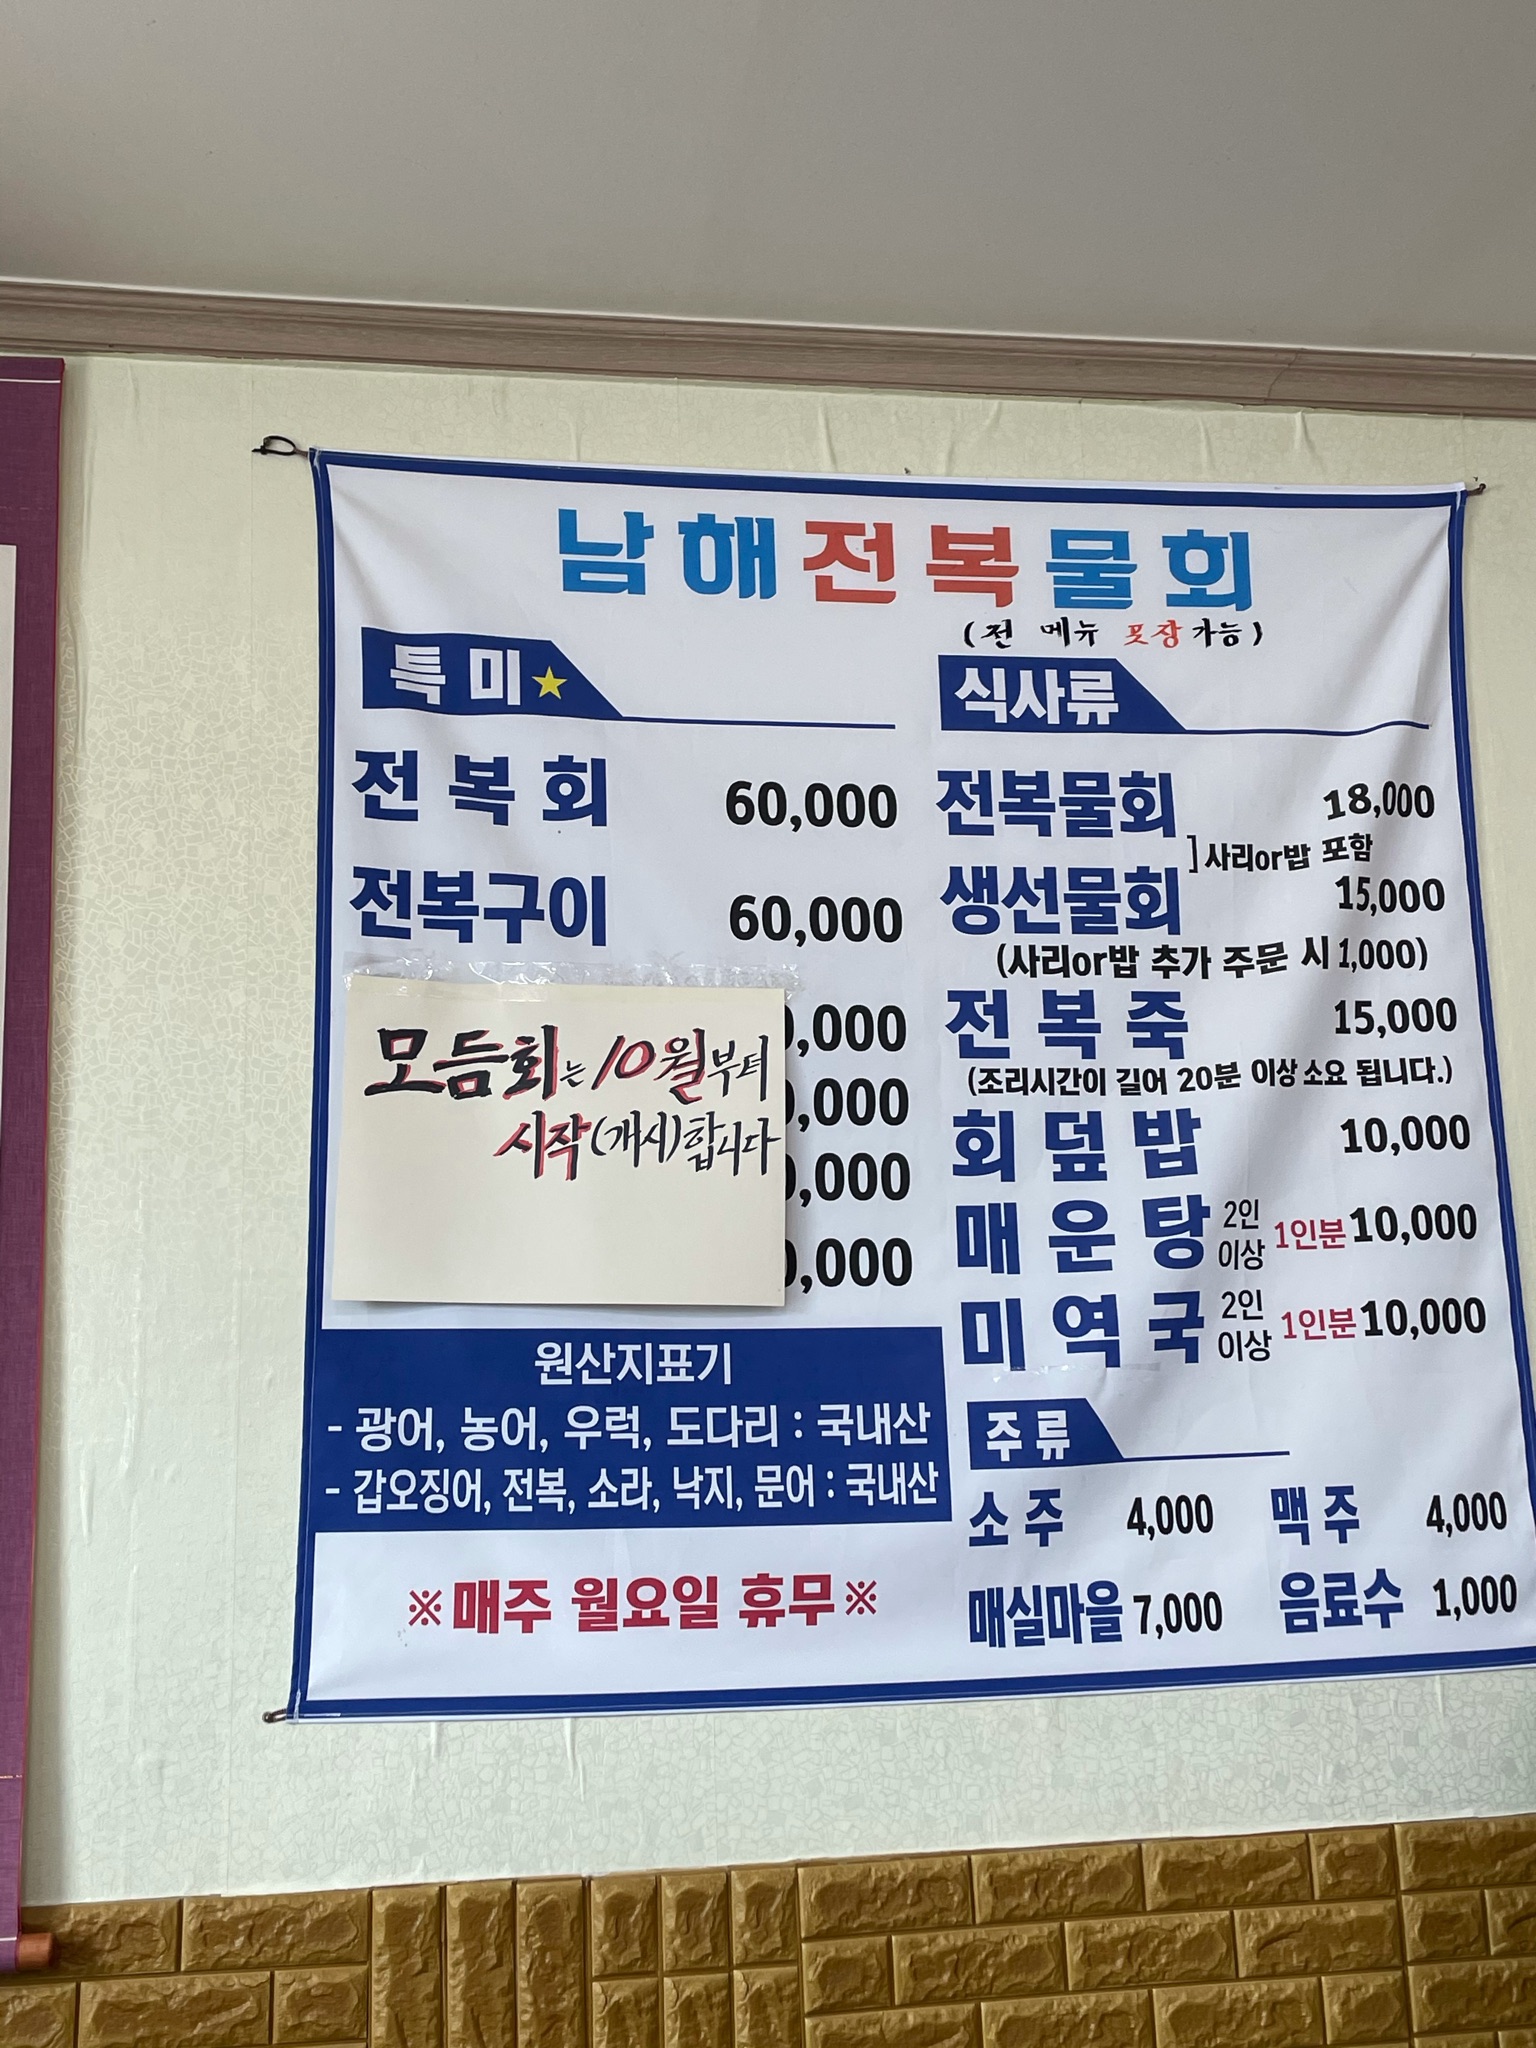 남해전복물회
(전 메뉴 포장가능)
특미
전복회 60,000
전복구이 60,000
모듬회는 10월부터
시작(개시)합니다
,000
,000
,000
,000
원산지표기
- 광어, 농어, 우럭, 도다리 : 국내산
- 갑오징어, 전복, 소라, 낙지, 문어 : 국내산
※매주 월요일 휴무※
식사류
전복물회 18,000
]사리or밥 포함
생선물회 15,000
(사리or밥 추가 주문 시 1,000)
전복죽 15,000
(조리시간이 길어 20분 이상 소요 됩니다.)
회덮밥 10,000
매운탕 2인 이상 1인분 10,000
미역국 2인 이상 1인분 10,000
주류
소주 4,000 맥주 4,000
매실마을 7,000 음료수 1,000